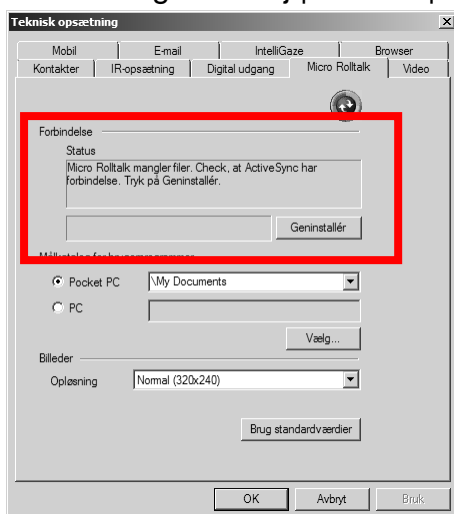 Teknisk opsætning
Mobil E-mail IntelliGaze Browser
Kontakter IR-opsætning Digital udgang Micro Rolltalk Video
Forbindelse
Status
Micro Rolltalk mangler filer. Check, at ActiveSync har
forbindelse. Tryk på Geninstallér.
Geninstallér
Pocket PC \My Documents
PC
Vælg...
Billeder
Opløsning Normal (320x240)
Brug standardværdier
OK Avbryt Bruk